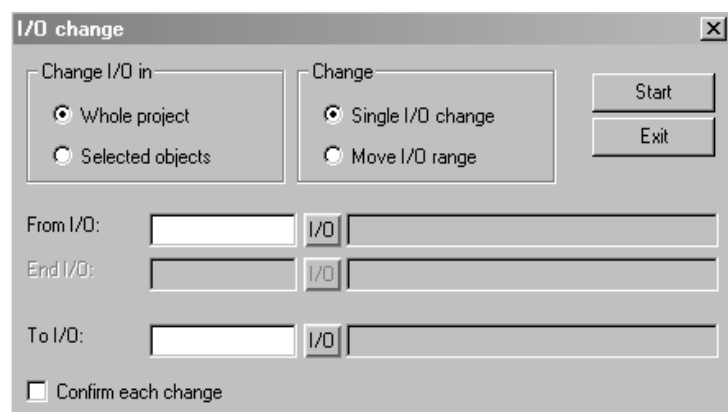 I/O change
Change I/O in
Whole project
Selected objects
Change
Single I/O change
Move I/O range
Start
Exit
From I/O:
I/O
End I/O:
I/O
To I/O:
I/O
Confirm each change